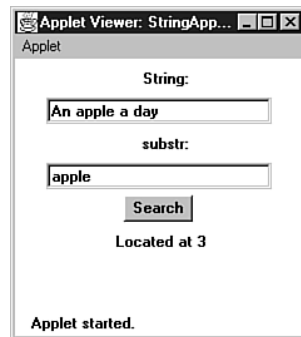 Applet Viewer: StringApp...
Applet
String:
An apple a day
substr:
apple
Search
Located at 3
Applet started.